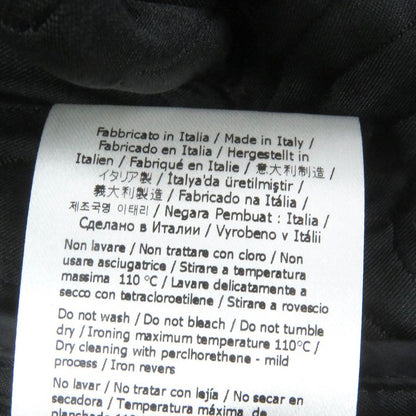 Fabbricato in Italia / Made in Italy /
Fabricado en Italia / Hergestellt in
Italien / Fabriqué en Italie / 意大利制造 /
イタリア製 / İtalya'da üretilmiştir /
義大利製造 / Fabricado na Itália /
제조국명 이태리 / Negara Pembuat : Italia /
Сделано в Италии / Vyrobeno v Itálii
Non lavare / Non trattare con cloro / Non
usare asciugatrice / Stirare a temperatura
massima 110 °C / Lavare delicatamente a
secco con tetracloroetilene / Stirare a rovescio
Do not wash / Do not bleach / Do not tumble
dry / Ironing maximum temperature 110°C /
Dry cleaning with perclhorethene - mild
process / Iron revers
No lavar / No tratar con lejía / No secar en
secadora / Temperatura máxima de
planchado